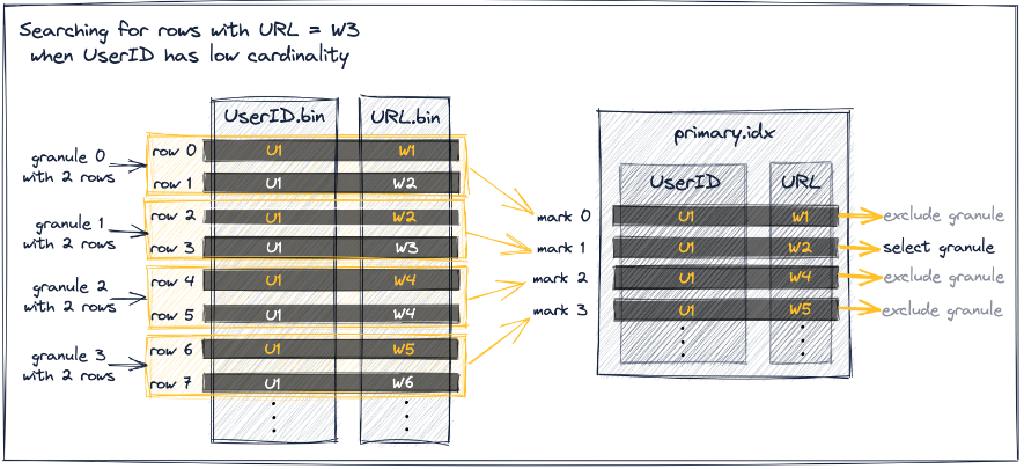 Searching for rows with URL = W3
when UserID has low cardinality
UserID.bin URL.bin
primary.idx
UserID URL
granule 0
with 2 rows
row 0 U1 W1
row 1 U1 W2
granule 1
with 2 rows
row 2 U1 W2
row 3 U1 W3
granule 2
with 2 rows
row 4 U1 W4
row 5 U1 W4
granule 3
with 2 rows
row 6 U1 W5
row 7 U1 W6
mark 0 U1 W1 exclude granule
mark 1 U1 W2 select granule
mark 2 U1 W4 exclude granule
mark 3 U1 W5 exclude granule